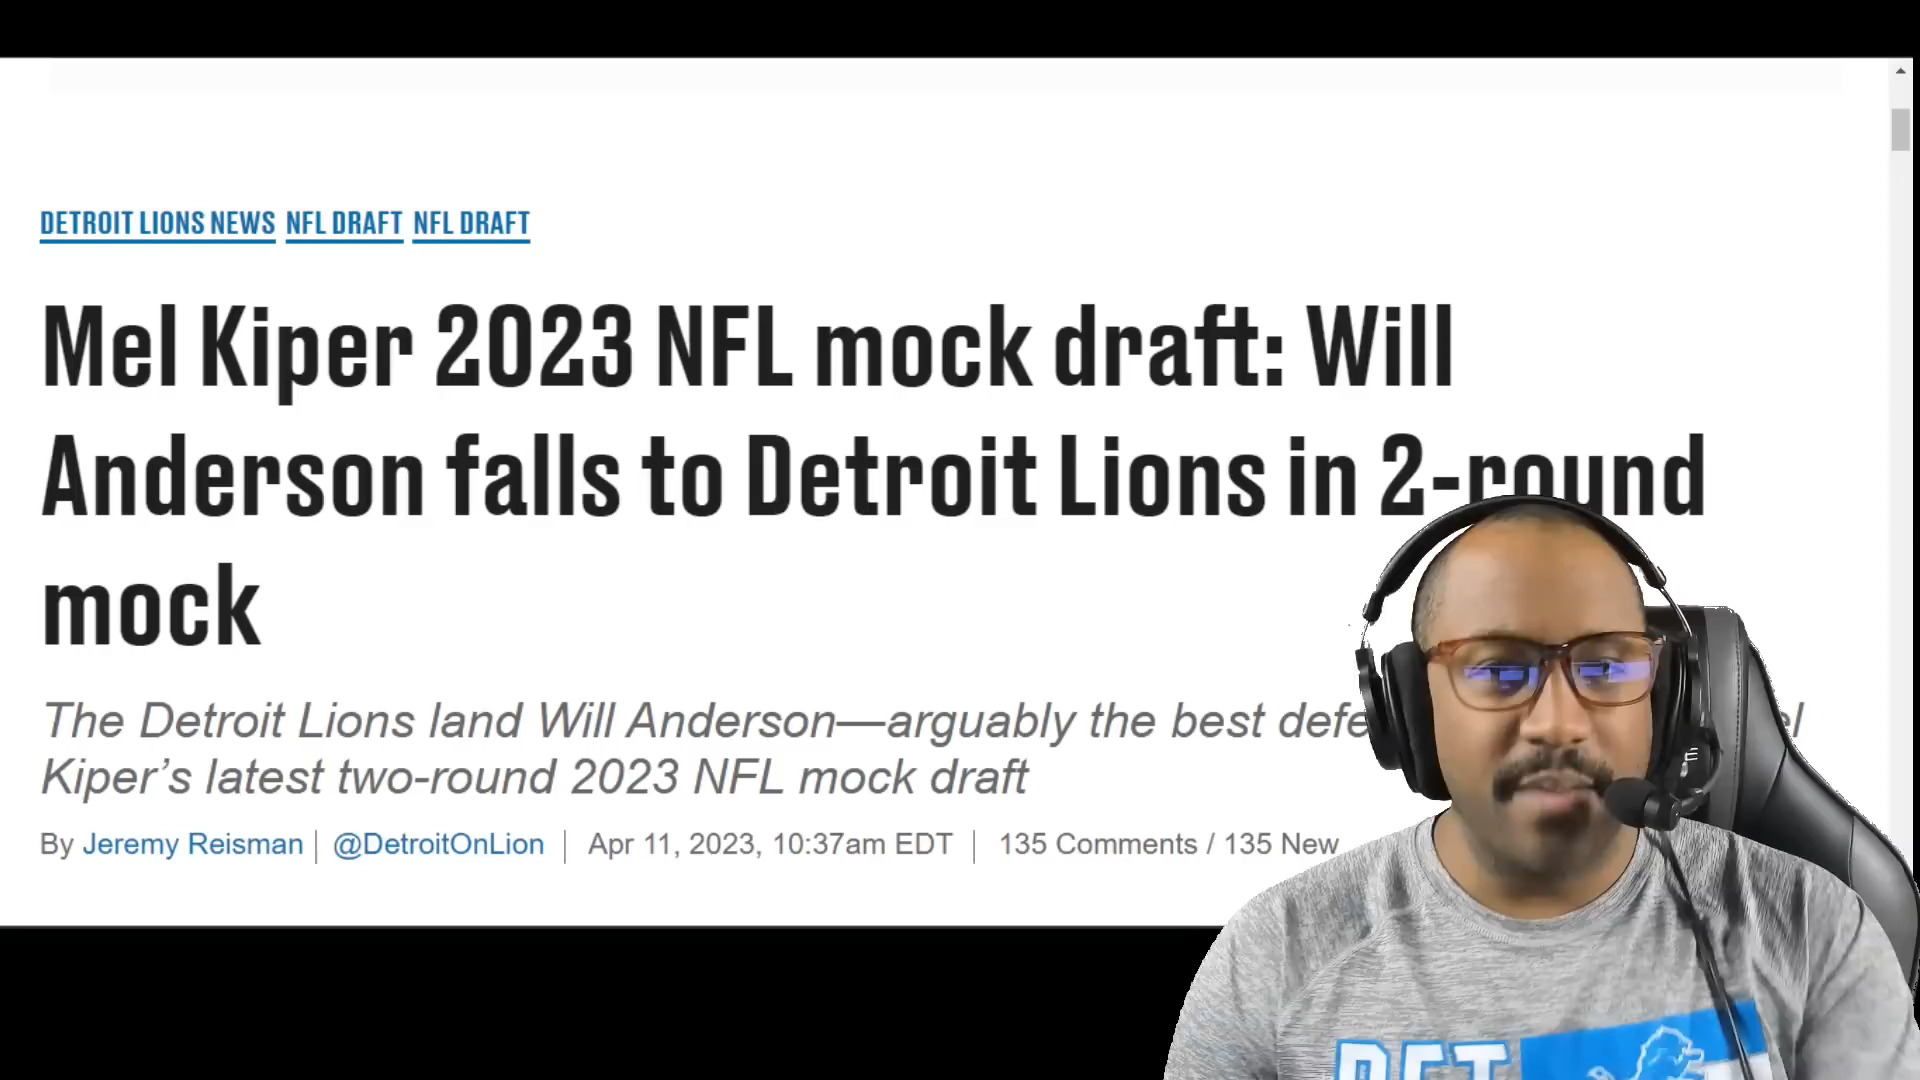 DETROIT LIONS NEWS NFL DRAFT NFL DRAFT
Mel Kiper 2023 NFL mock draft: Will
Anderson falls to Detroit Lions in 2-round
mock
The Detroit Lions land Will Anderson—arguably the best
Kiper’s latest two-round 2023 NFL mock draft
By Jeremy Reisman | @DetroitOnLion | Apr 11, 2023, 10:37am EDT | 135 Comments / 135 New
DET